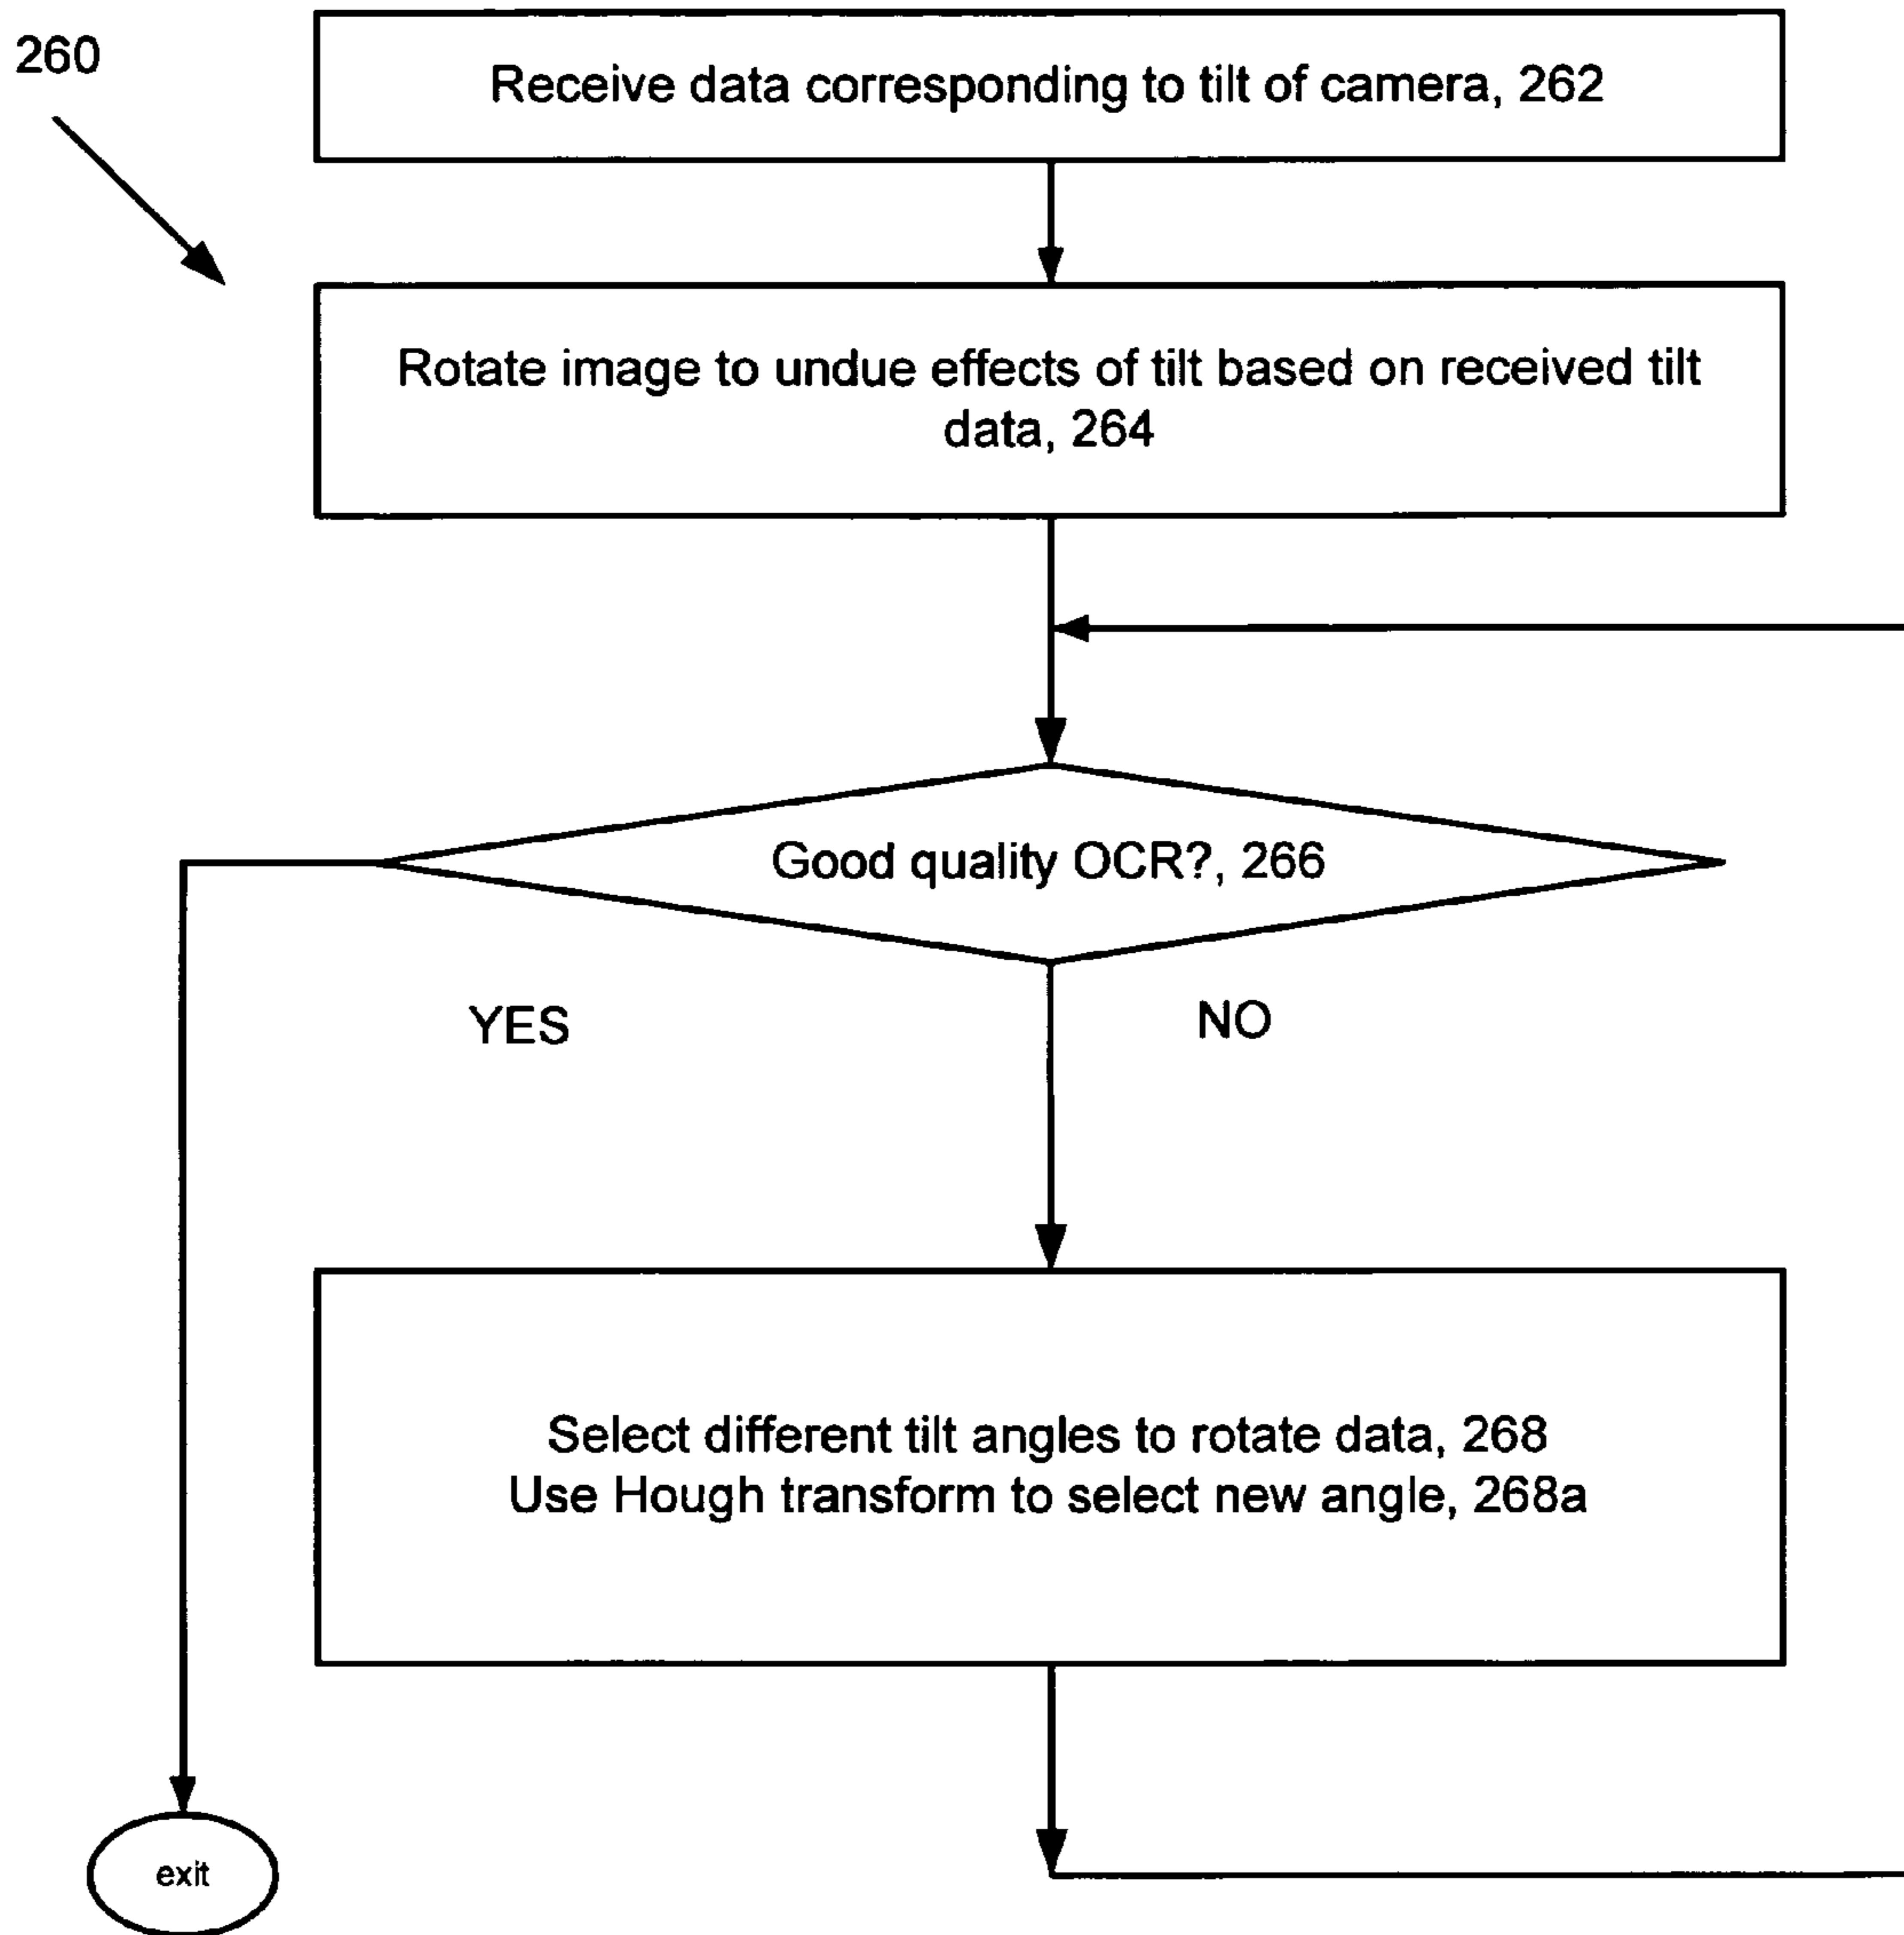 260
Receive data corresponding to tilt of camera, 262
Rotate image to undue effects of tilt based on received tilt
data, 264
Good quality OCR?, 266
YES
NO
Select different tilt angles to rotate data, 268
Use Hough transform to select new angle, 268a
exit